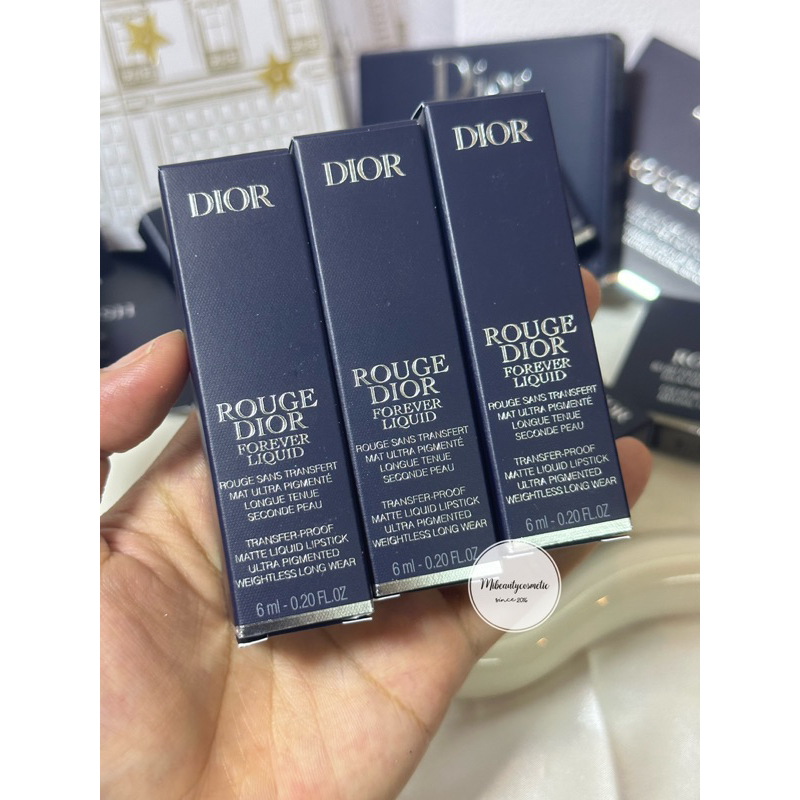 Dior
DIOR
ROUGE
DIOR
FOREVER
LIQUID
ROUGE SANS TRANSFERT
MAT ULTRA PIGMENTÉ
LONGUE TENUE
SECONDE PEAU
TRANSFER-PROOF
MATTE LIQUID LIPSTICK
ULTRA PIGMENTED
WEIGHTLESS LONG WEAR
6 ml - 0.20 FL.OZ
DIOR
ROUGE
DIOR
FOREVER
LIQUID
ROUGE SANS TRANSFERT
MAT ULTRA PIGMENTÉ
LONGUE TENUE
SECONDE PEAU
TRANSFER-PROOF
MATTE LIQUID LIPSTICK
ULTRA PIGMENTED
WEIGHTLESS LONG WEAR
6 ml - 0.20 FL.OZ
DIOR
ROUGE
DIOR
FOREVER
LIQUID
ROUGE SANS TRANSFERT
MAT ULTRA PIGMENTÉ
LONGUE TENUE
SECONDE PEAU
TRANSFER-PROOF
MATTE LIQUID LIPSTICK
ULTRA PIGMENTED
WEIGHTLESS LONG WEAR
6 ml - 0.20 FL.OZ
Mibeautycosmetic
since 2016